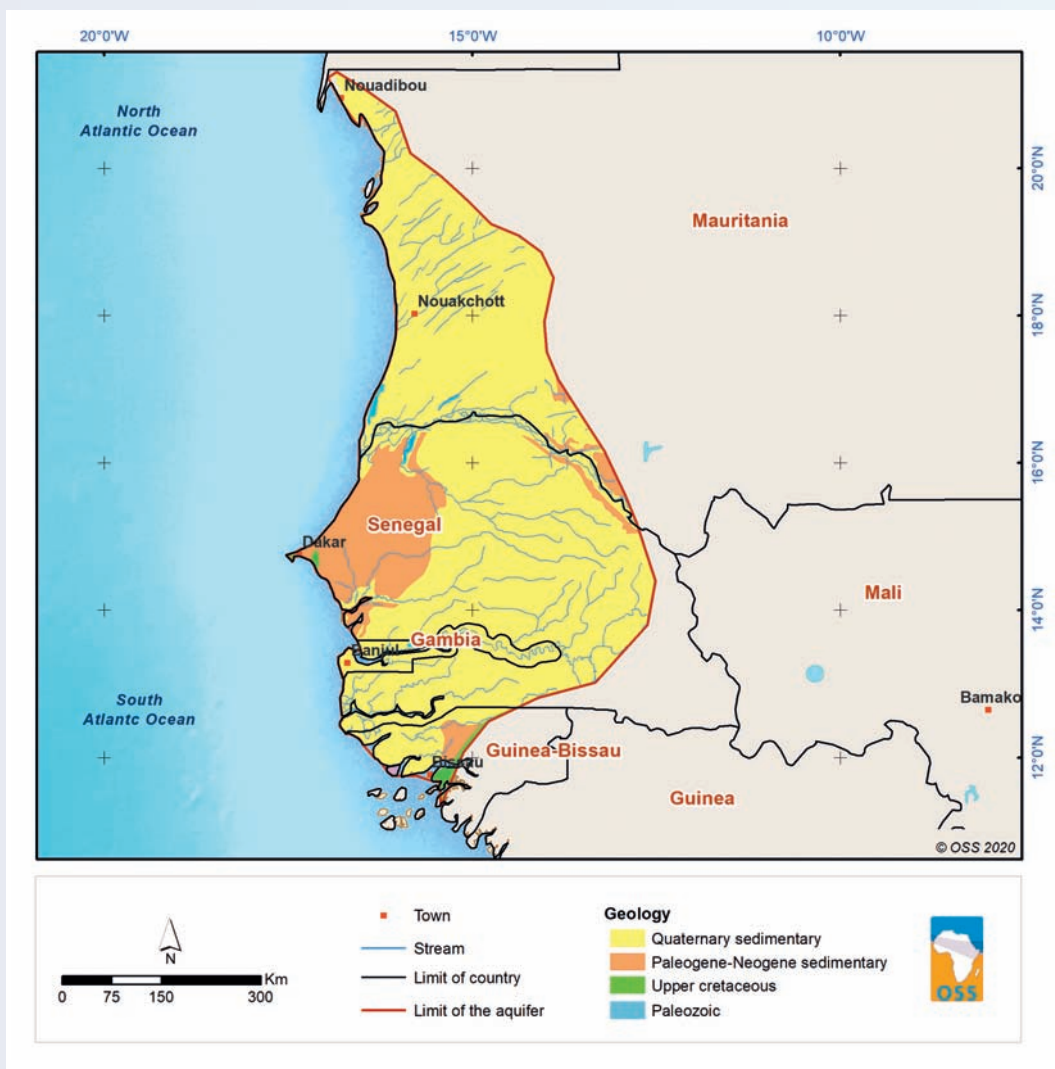 20°0'W
15°0'W
10°0'W
Nouadibou
North
Atlantic Ocean
20°0'N
Mauritania
Nouakchott
18°0'N
16°0'N
Senegal
Dakar
Mali
14°0'N
Gambia
Banjul
South
Atlantc Ocean
Bamako
Guinea-Bissau
Bissau
12°0'N
Guinea
© OSS 2020
N
Km
0 75 150 300
Town
Stream
Limit of country
Limit of the aquifer
Geology
Quaternary sedimentary
Paleogene-Neogene sedimentary
Upper cretaceous
Paleozoic
OSS